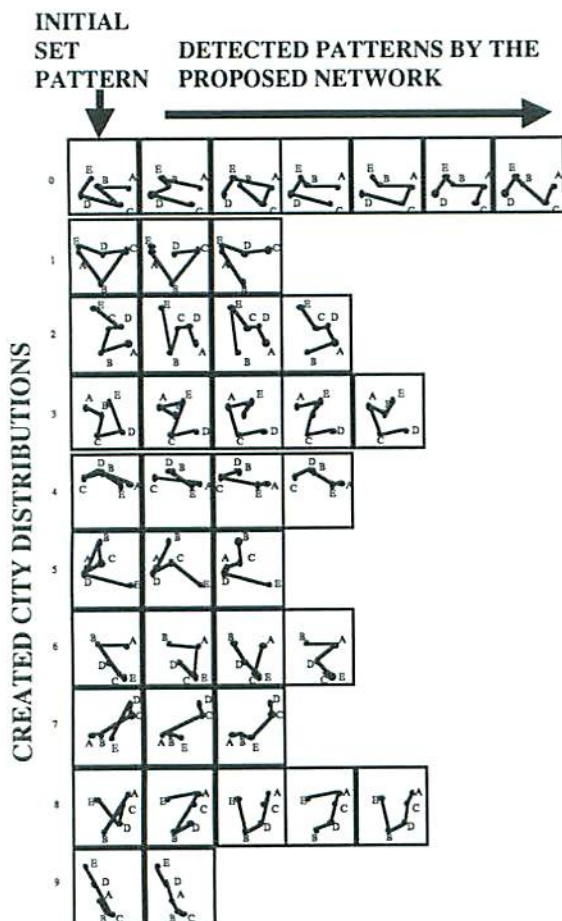 INITIAL
SET
PATTERN
DETECTED PATTERNS BY THE
PROPOSED NETWORK
CREATED CITY DISTRIBUTIONS
0
E B A D C
E B A D C
E B A D C
E B A D C
E B A D C
E B A D C
E B A D C
1
E D C A B
E D C A B
E D C A B
2
E C D A B
E C D A B
E C D A B
E C D A B
3
A B E C D
A E C D
A E C D
A E C D
A E C D
4
D B C E A
D B C E A
D B C E A
D B C E A
5
B A C D E
B A C D E
B A C D E
6
B A D C E
B A D C E
B A D C E
B A D C E
7
D C A B E
D C A B E
D C A B E
8
E A C D B
E A C D B
E A C D B
E A C D B
E A C D B
9
E D A B C
E D A B C